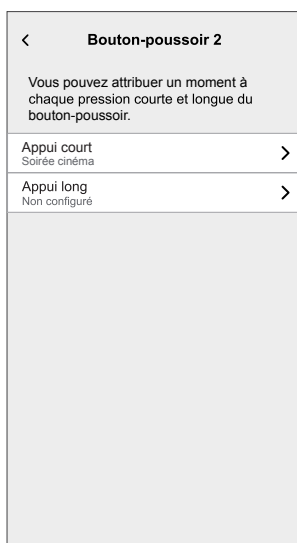 Bouton-poussoir 2
Vous pouvez attribuer un moment à
chaque pression courte et longue du
bouton-poussoir.
Appui court
Soirée cinéma
Appui long
Non configuré